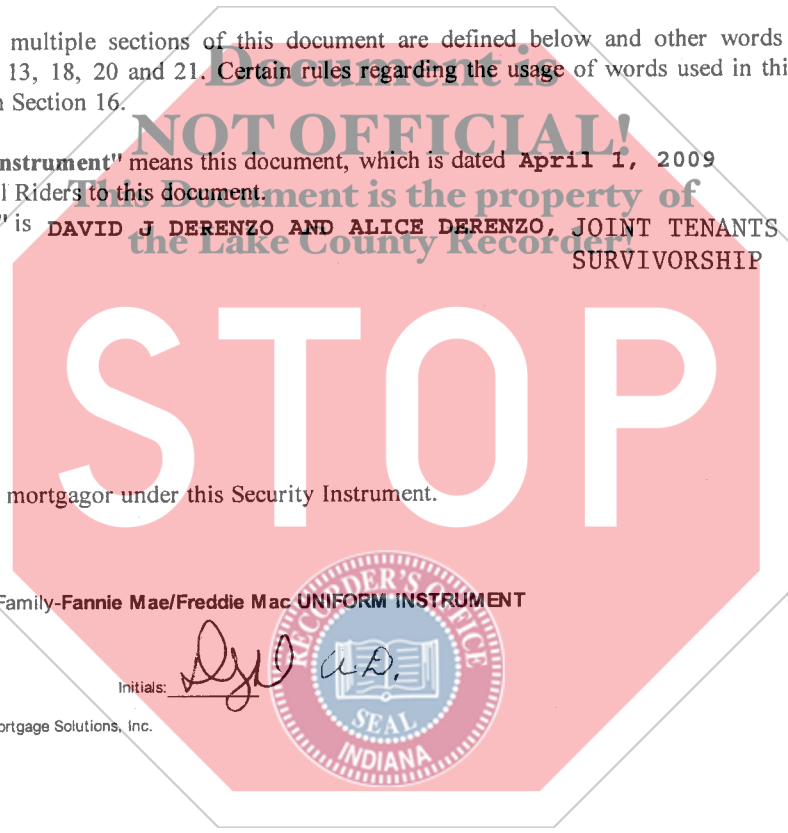 multiple sections of this document are defined below and other words
Document is
13, 18, 20 and 21. Certain rules regarding the usage of words used in thi
Section 16.
NOT OFFICIAL!
nstrument" means this document, which is dated April 1, 2009
l Riders to this document.
This Document is the property of
" is DAVID J DERENZO AND ALICE DERENZO, JOINT TENANTS
the Lake County Recorder!
SURVIVORSHIP
STOP
mortgagor under this Security Instrument.
Family-Fannie Mae/Freddie Mac UNIFORM INSTRUMENT
RECORDER'S OFFICE
Initials: DJD A.D.
SEAL
ortgage Solutions, Inc.
INDIANA